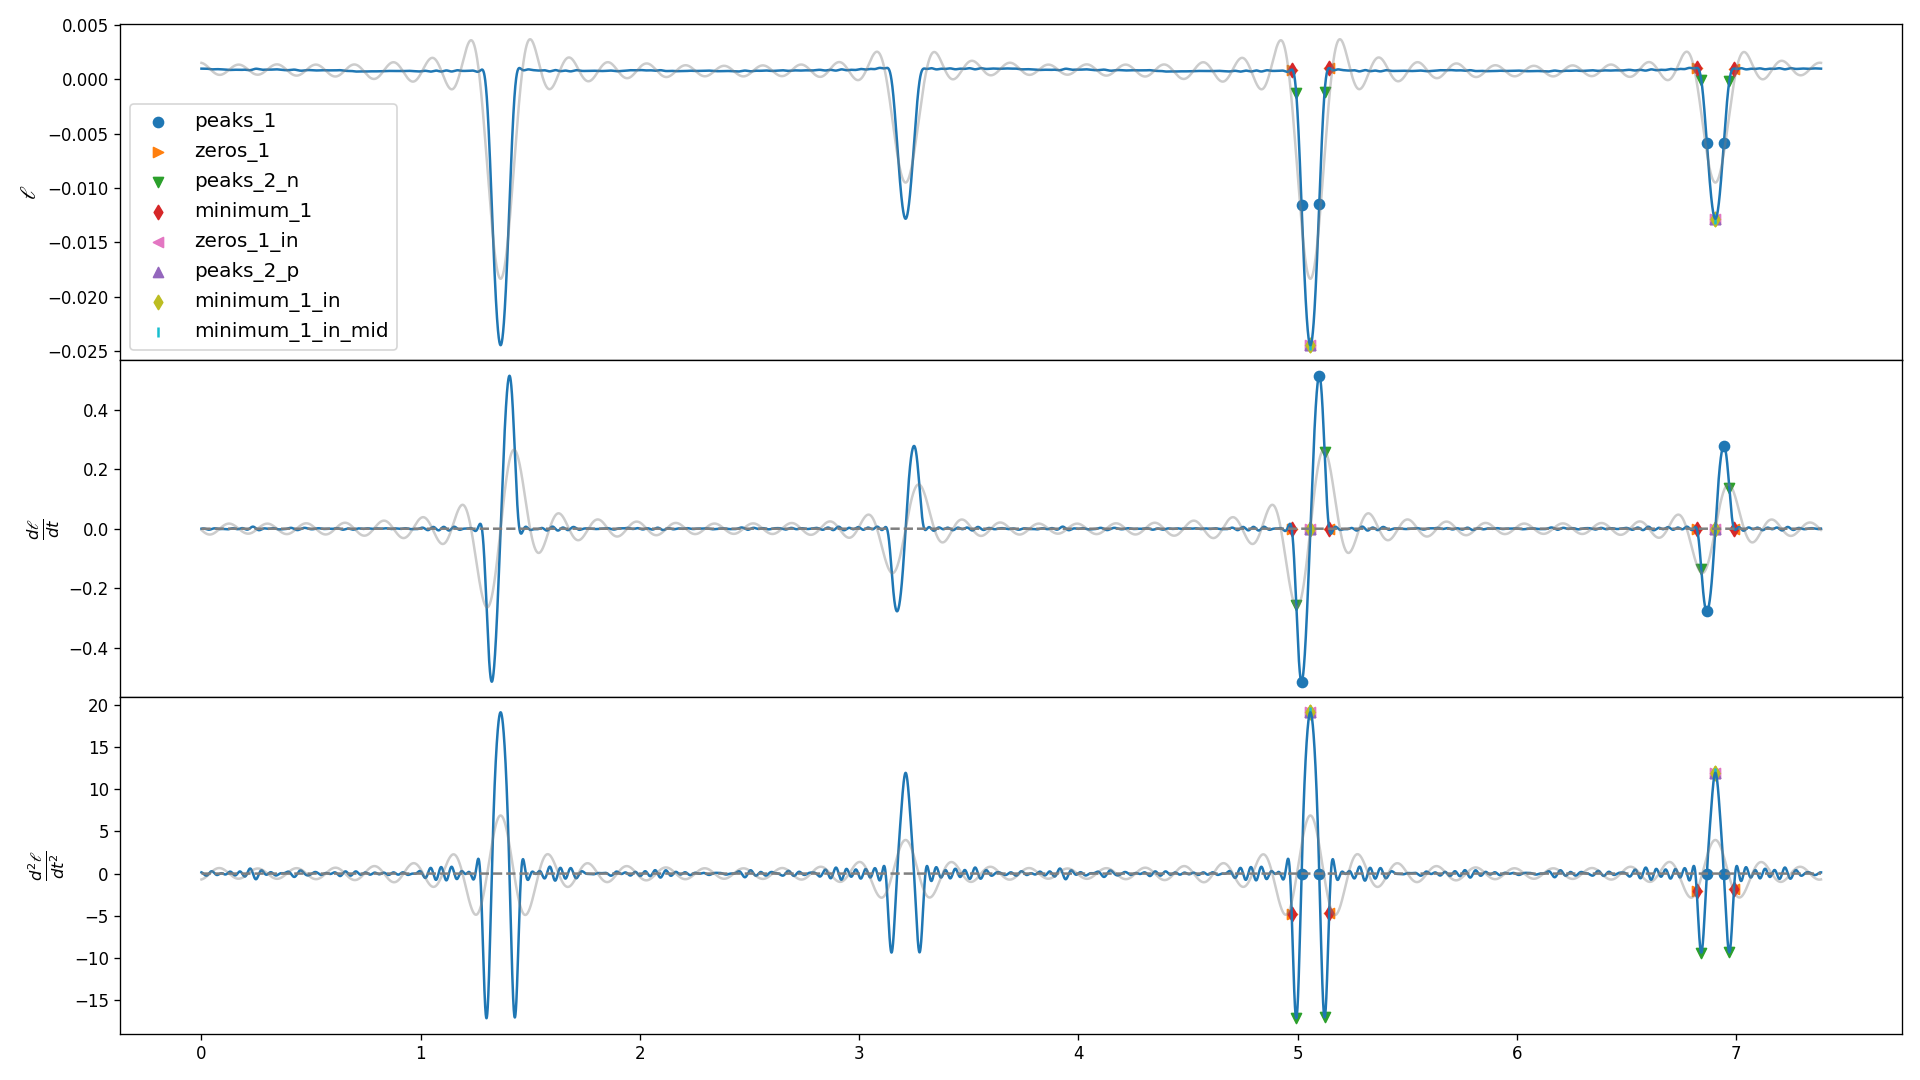 0.005
0.000
−0.005
−0.010
−0.015
−0.020
−0.025
ℓ
peaks_1
zeros_1
peaks_2_n
minimum_1
zeros_1_in
peaks_2_p
minimum_1_in
minimum_1_in_mid
0.4
0.2
0.0
−0.2
−0.4
dℓ
dt
20
15
10
5
0
−5
−10
−15
d²ℓ
dt²
0 1 2 3 4 5 6 7